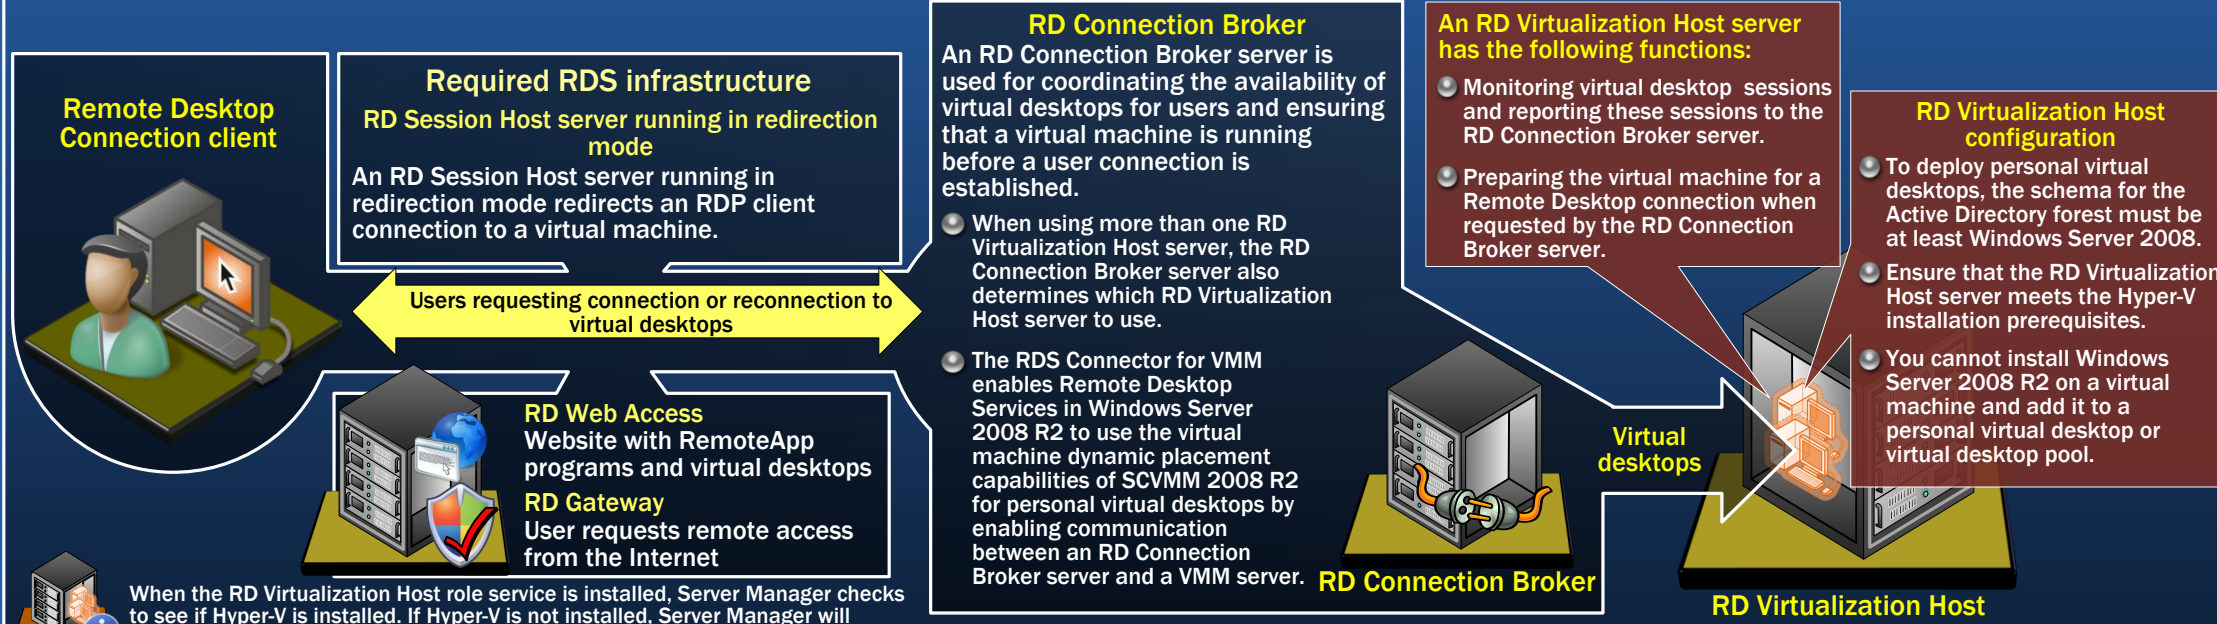 Remote Desktop
Connection client
Required RDS infrastructure
RD Session Host server running in redirection
mode
An RD Session Host server running in
redirection mode redirects an RDP client
connection to a virtual machine.
Users requesting connection or reconnection to
virtual desktops
RD Web Access
Website with RemoteApp
programs and virtual desktops
RD Gateway
User requests remote access
from the Internet
When the RD Virtualization Host role service is installed, Server Manager checks
to see if Hyper-V is installed. If Hyper-V is not installed, Server Manager will
RD Connection Broker
An RD Connection Broker server is
used for coordinating the availability of
virtual desktops for users and ensuring
that a virtual machine is running
before a user connection is
established.
When using more than one RD
Virtualization Host server, the RD
Connection Broker server also
determines which RD Virtualization
Host server to use.
The RDS Connector for VMM
enables Remote Desktop
Services in Windows Server
2008 R2 to use the virtual
machine dynamic placement
capabilities of SCVMM 2008 R2
for personal virtual desktops by
enabling communication
between an RD Connection
Broker server and a VMM server.
RD Connection Broker
An RD Virtualization Host server
has the following functions:
Monitoring virtual desktop sessions
and reporting these sessions to the
RD Connection Broker server.
Preparing the virtual machine for a
Remote Desktop connection when
requested by the RD Connection
Broker server.
Virtual
desktops
RD Virtualization Host
configuration
To deploy personal virtual
desktops, the schema for the
Active Directory forest must be
at least Windows Server 2008.
Ensure that the RD Virtualization
Host server meets the Hyper-V
installation prerequisites.
You cannot install Windows
Server 2008 R2 on a virtual
machine and add it to a
personal virtual desktop or
virtual desktop pool.
RD Virtualization Host